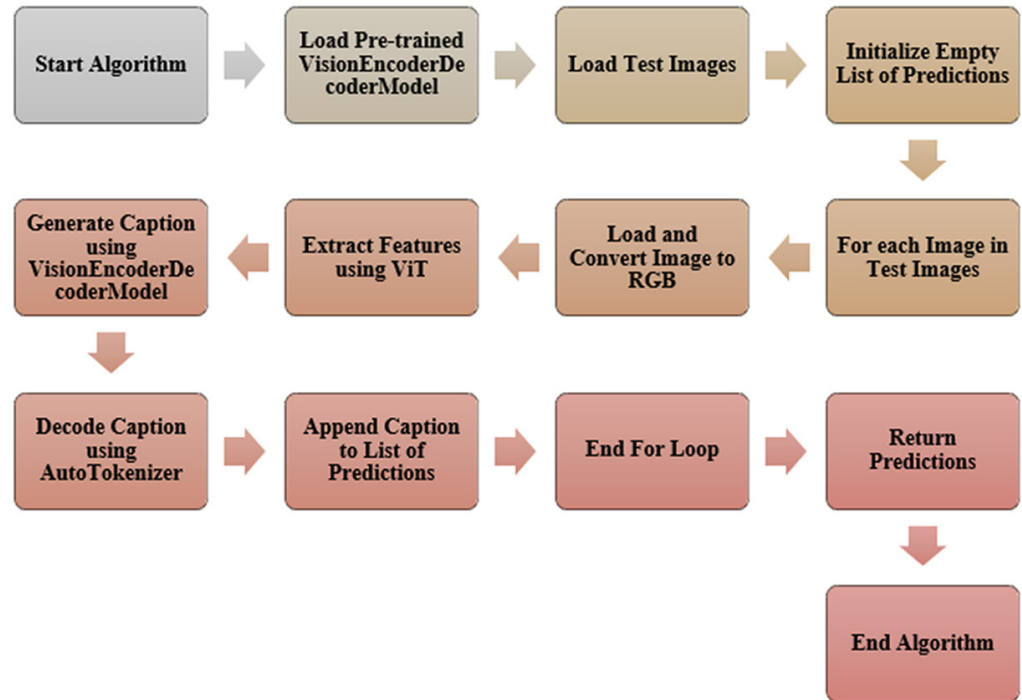 Start Algorithm
Load Pre-trained
VisionEncoderDe
coderModel
Load Test Images
Initialize Empty
List of Predictions
For each Image in
Test Images
Load and
Convert Image to
RGB
Extract Features
using ViT
Generate Caption
using
VisionEncoderDe
coderModel
Decode Caption
using
AutoTokenizer
Append Caption
to List of
Predictions
End For Loop
Return
Predictions
End Algorithm